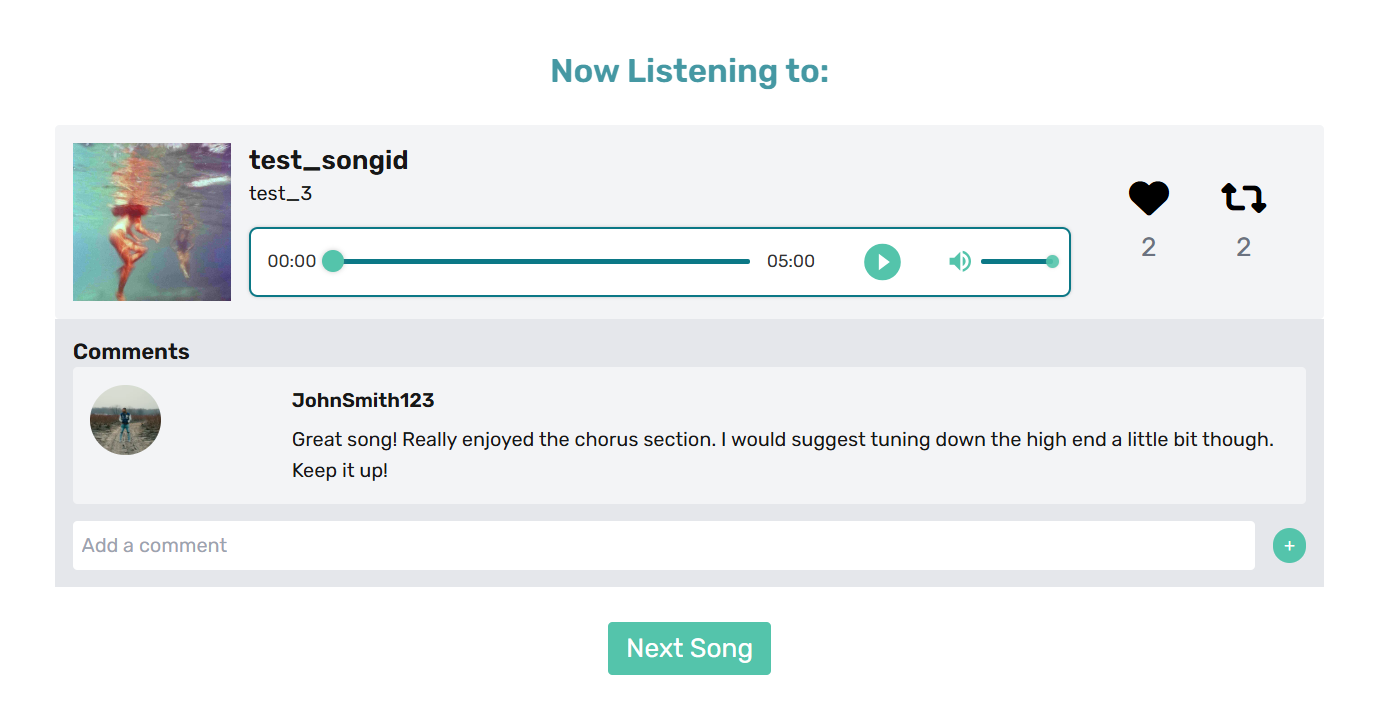 Now Listening to:
test_songid
test_3
00:00
05:00
2
2
Comments
JohnSmith123
Great song! Really enjoyed the chorus section. I would suggest tuning down the high end a little bit though.
Keep it up!
Add a comment
+
Next Song